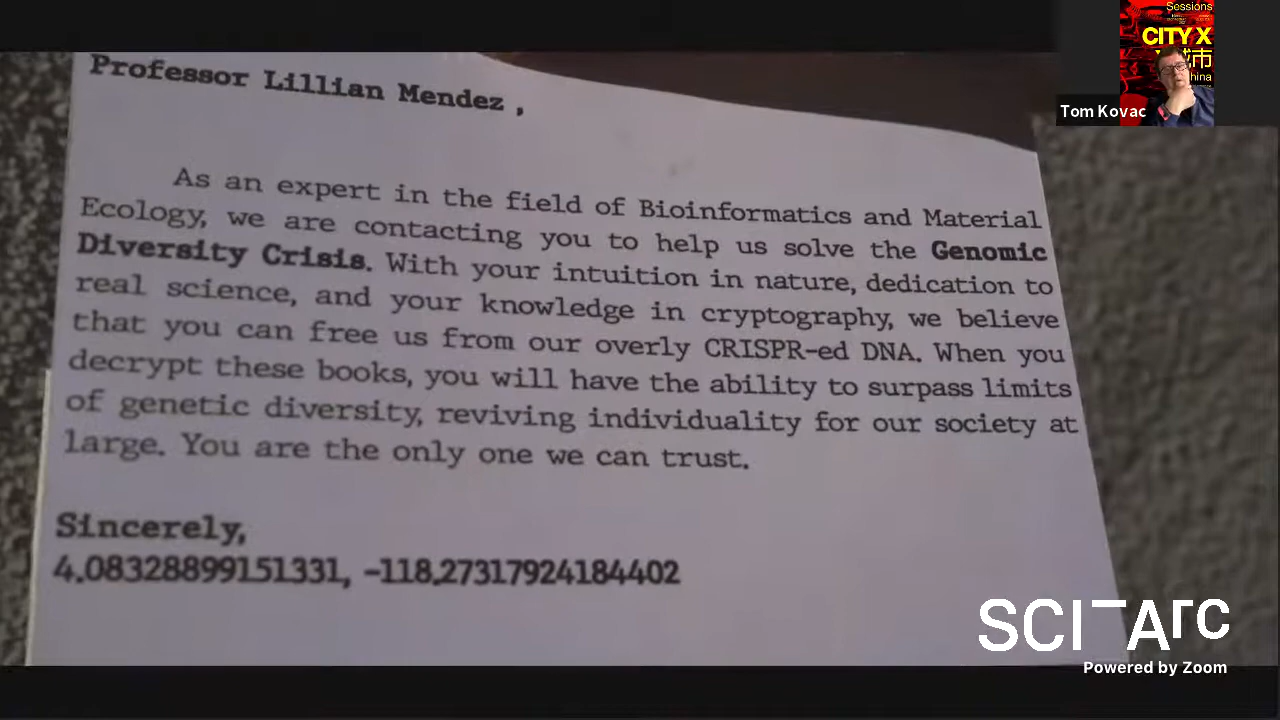 Sessions
CITY X
城市
hina
Tom Kovac
Professor Lillian Mendez ,
As an expert in the field of Bioinformatics and Material
Ecology, we are contacting you to help us solve the Genomic
Diversity Crisis. With your intuition in nature, dedication to
real science, and your knowledge in cryptography, we believe
that you can free us from our overly CRISPR-ed DNA. When you
decrypt these books, you will have the ability to surpass limits
of genetic diversity, reviving individuality for our society at
large. You are the only one we can trust.
Sincerely,
4.08328899151331, -118.27317924184402
SCI-Arc
Powered by Zoom